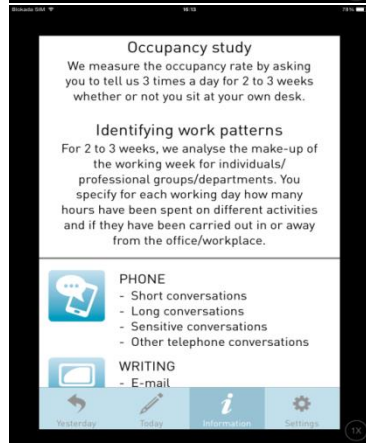 Blokada SIM 16:15 78%
Occupancy study
We measure the occupancy rate by asking
you to tell us 3 times a day for 2 to 3 weeks
whether or not you sit at your own desk.
Identifying work patterns
For 2 to 3 weeks, we analyse the make-up of
the working week for individuals/
professional groups/departments. You
specify for each working day how many
hours have been spent on different activities
and if they have been carried out in or away
from the office/workplace.
PHONE
- Short conversations
- Long conversations
- Sensitive conversations
- Other telephone conversations
WRITING
- E-mail
Yesterday Today Information Settings
1X